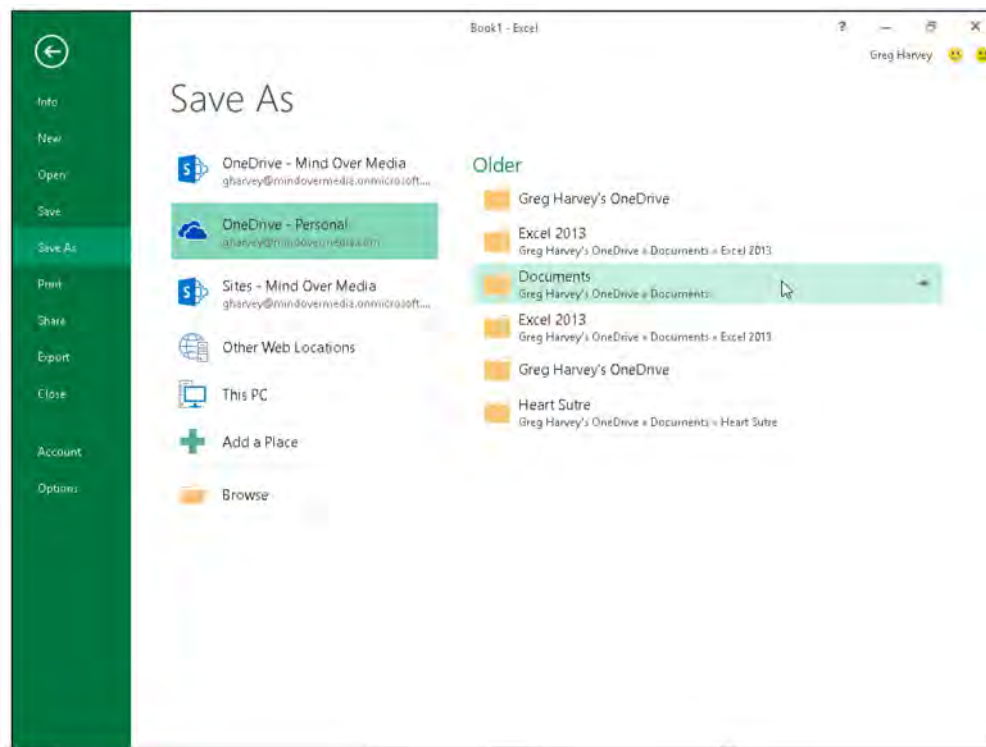 Book1 - Excel
?
Greg Harvey
Info
New
Open
Save
Save As
Print
Share
Export
Close
Account
Options
Save As
OneDrive - Mind Over Media
gharvey@mindovermedia.onmicrosoft....
OneDrive - Personal
gharvey@mindovermedia.com
Sites - Mind Over Media
gharvey@mindovermedia.onmicrosoft....
Other Web Locations
This PC
Add a Place
Browse
Older
Greg Harvey's OneDrive
Excel 2013
Greg Harvey's OneDrive » Documents » Excel 2013
Documents
Greg Harvey's OneDrive » Documents
Excel 2013
Greg Harvey's OneDrive » Documents » Excel 2013
Greg Harvey's OneDrive
Heart Sutre
Greg Harvey's OneDrive » Documents » Heart Sutre